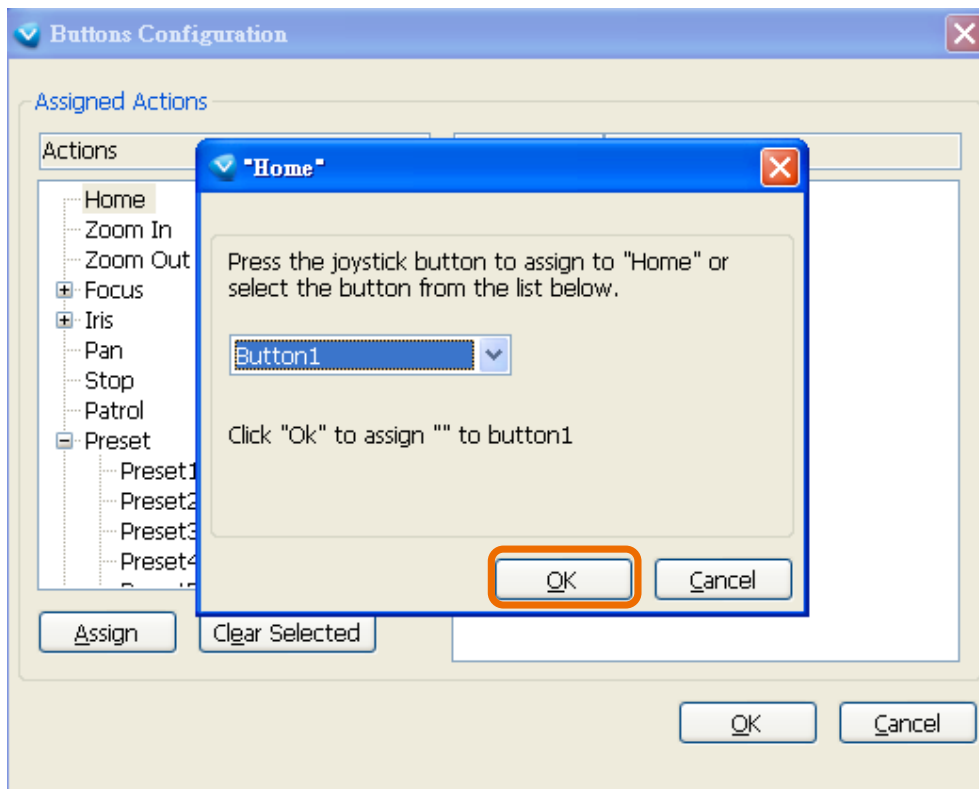 Buttons Configuration
Assigned Actions
Actions
"Home"
Home
Zoom In
Zoom Out
Focus
Iris
Pan
Stop
Patrol
Preset
Preset1
Preset2
Preset3
Preset4
Press the joystick button to assign to "Home" or
select the button from the list below.
Button1
Click "Ok" to assign "" to button1
OK
Cancel
Assign
Clear Selected
OK
Cancel